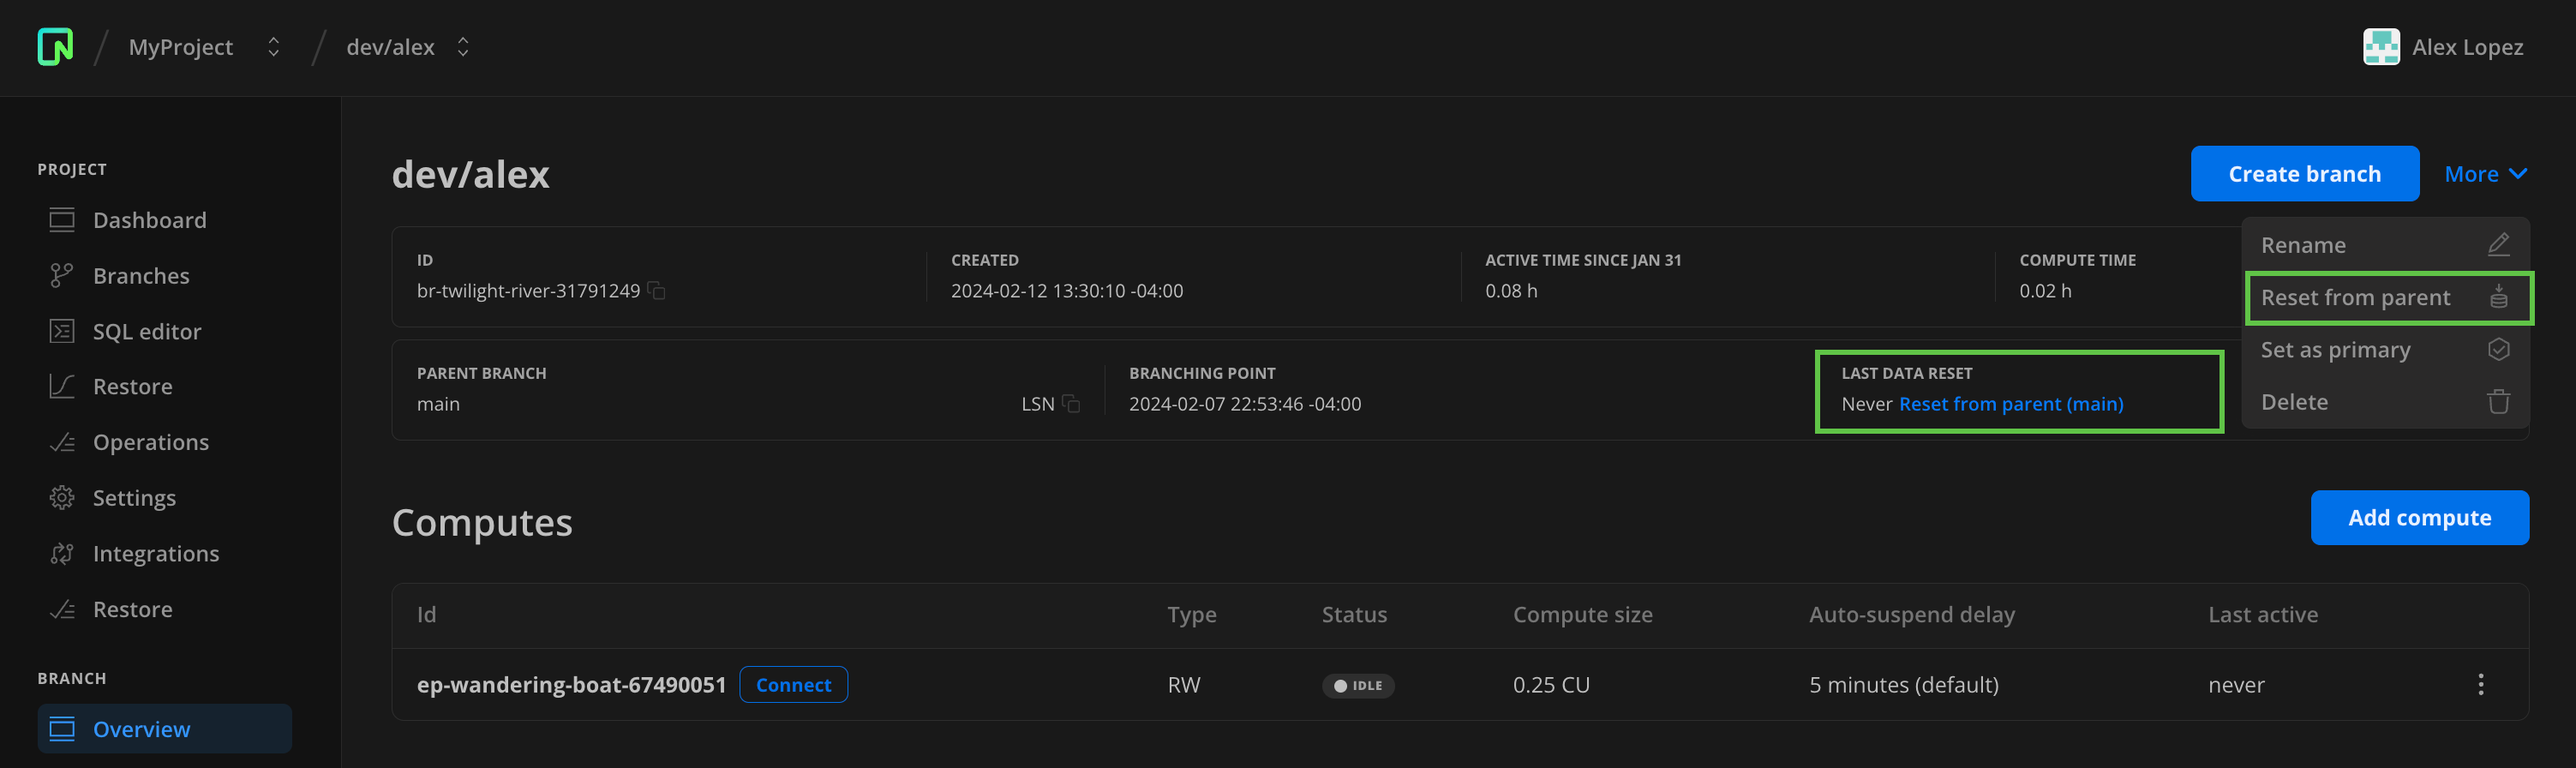 MyProject
dev/alex
Alex Lopez
PROJECT
Dashboard
Branches
SQL editor
Restore
Operations
Settings
Integrations
Restore
BRANCH
Overview
dev/alex
Create branch
More
Rename
Reset from parent
Set as primary
Delete
ID
br-twilight-river-31791249
CREATED
2024-02-12 13:30:10 -04:00
ACTIVE TIME SINCE JAN 31
0.08 h
COMPUTE TIME
0.02 h
PARENT BRANCH
main
LSN
BRANCHING POINT
2024-02-07 22:53:46 -04:00
LAST DATA RESET
Never Reset from parent (main)
Computes
Add compute
Id Type Status Compute size Auto-suspend delay Last active
ep-wandering-boat-67490051 Connect RW IDLE 0.25 CU 5 minutes (default) never